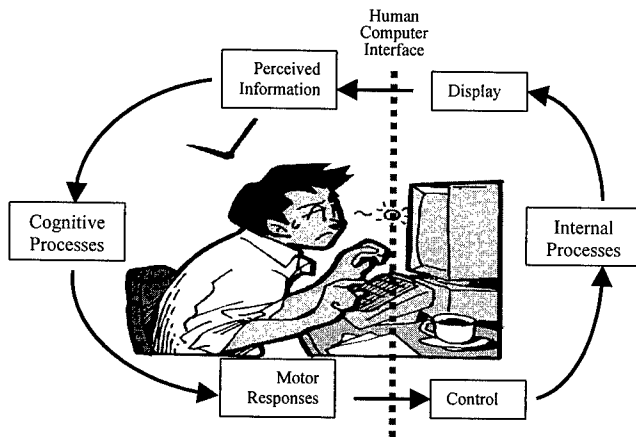 Human
Computer
Interface
Perceived
Information
Display
Cognitive
Processes
Internal
Processes
Motor
Responses
Control